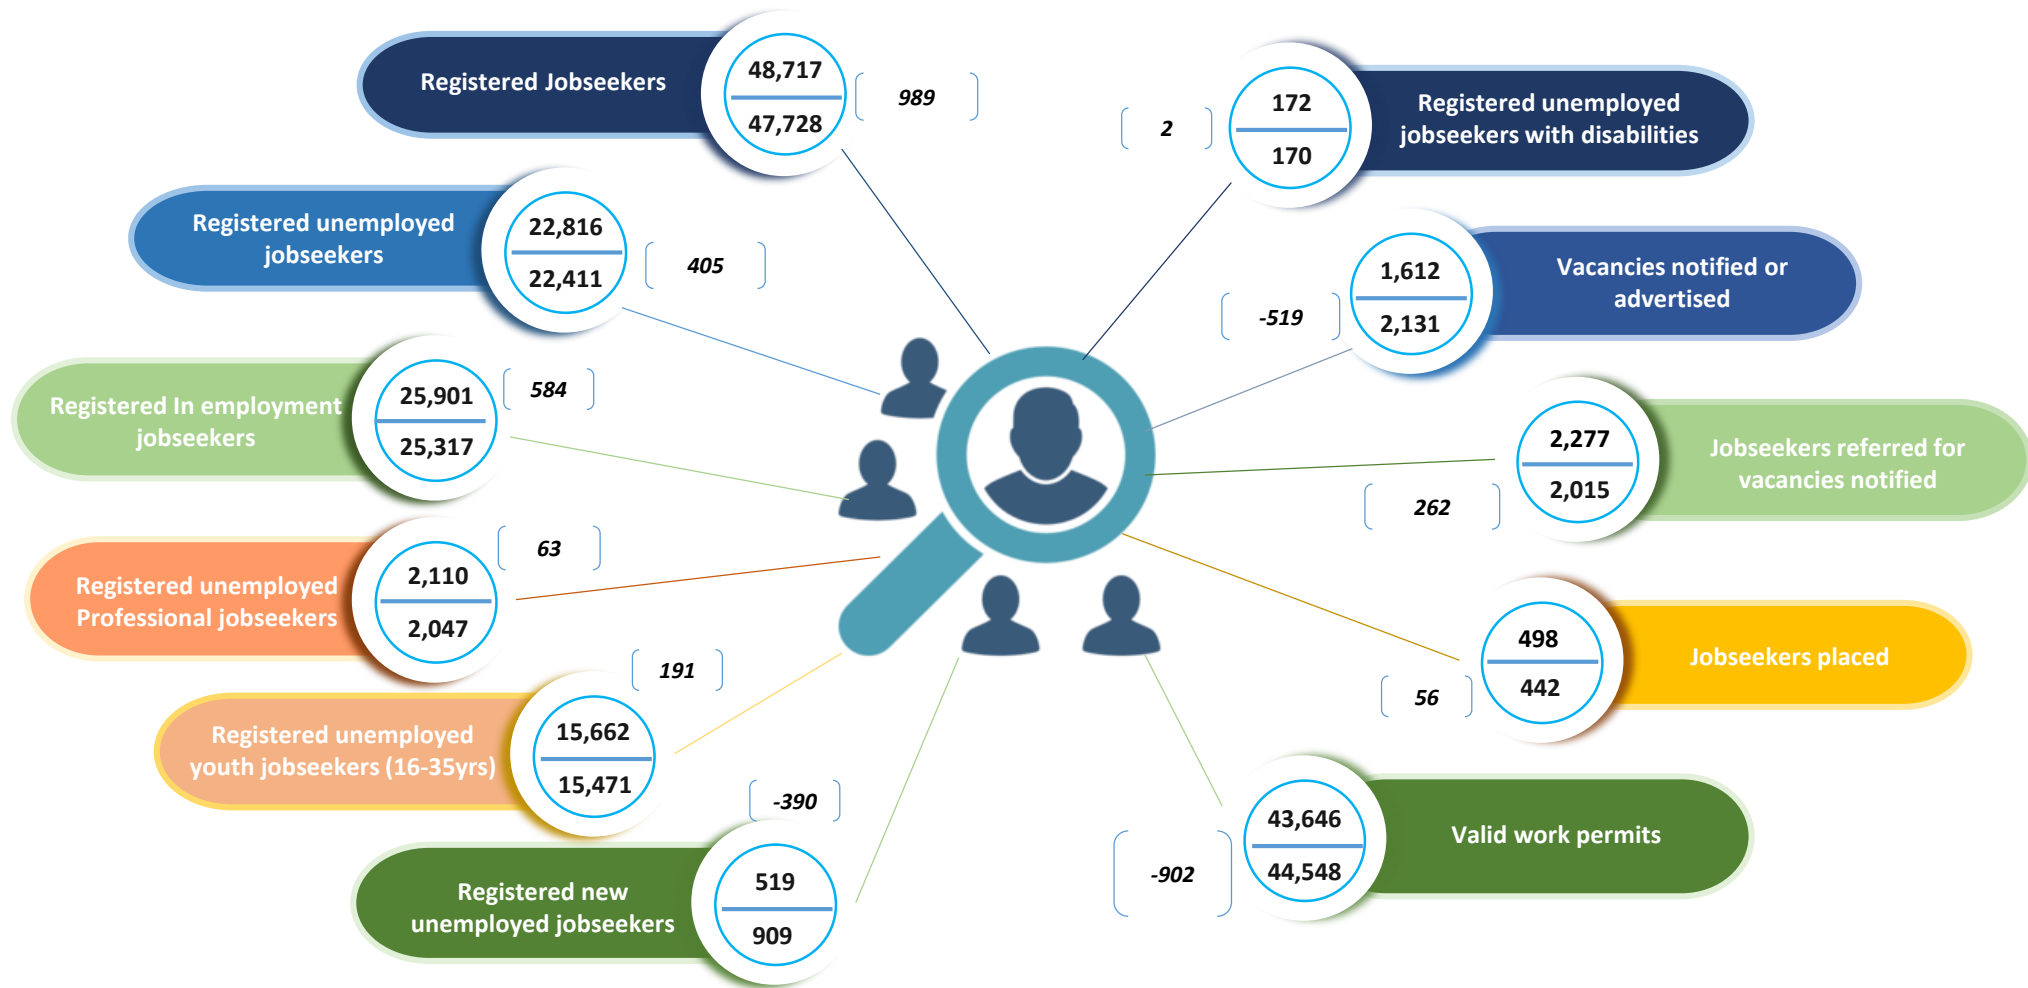 Registered Jobseekers
48,717
47,728
989
Registered unemployed
jobseekers
22,816
22,411
405
Registered In employment
jobseekers
25,901
25,317
584
Registered unemployed
Professional jobseekers
2,110
2,047
63
Registered unemployed
youth jobseekers (16-35yrs)
15,662
15,471
191
Registered new
unemployed jobseekers
519
909
-390
2
172
170
Registered unemployed
jobseekers with disabilities
-519
1,612
2,131
Vacancies notified or
advertised
262
2,277
2,015
Jobseekers referred for
vacancies notified
56
498
442
Jobseekers placed
-902
43,646
44,548
Valid work permits